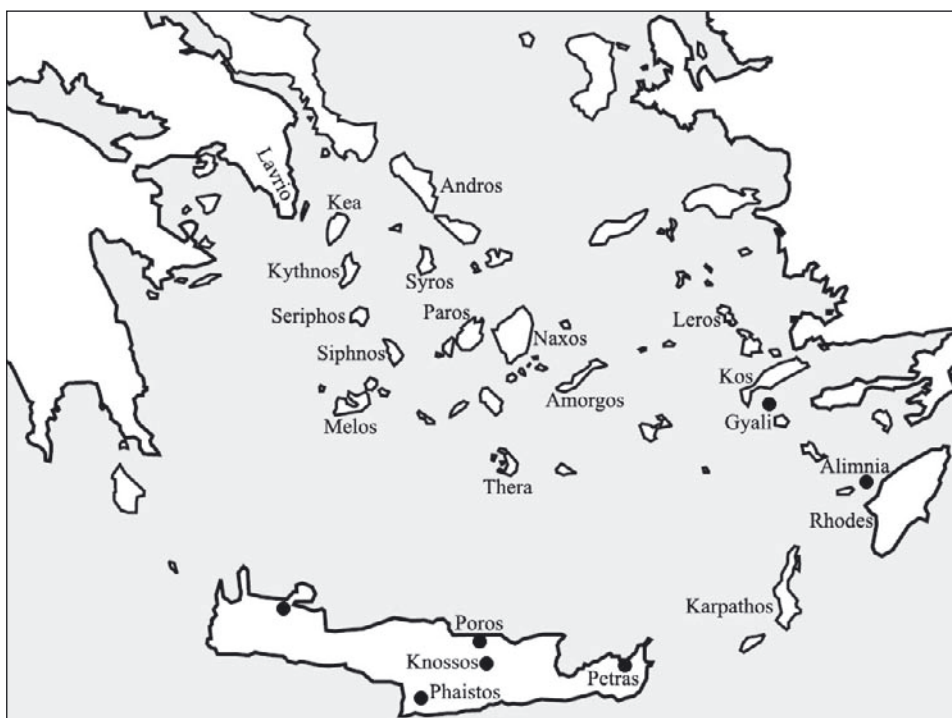 Lavrio
Andros
Kea
Kythnos
Syros
Seriphos
Paros
Naxos
Leros
Siphnos
Kos
Amorgos
Melos
Gyali
Thera
Alimnia
Rhodes
Karpathos
Poros
Knossos
Petras
Phaistos